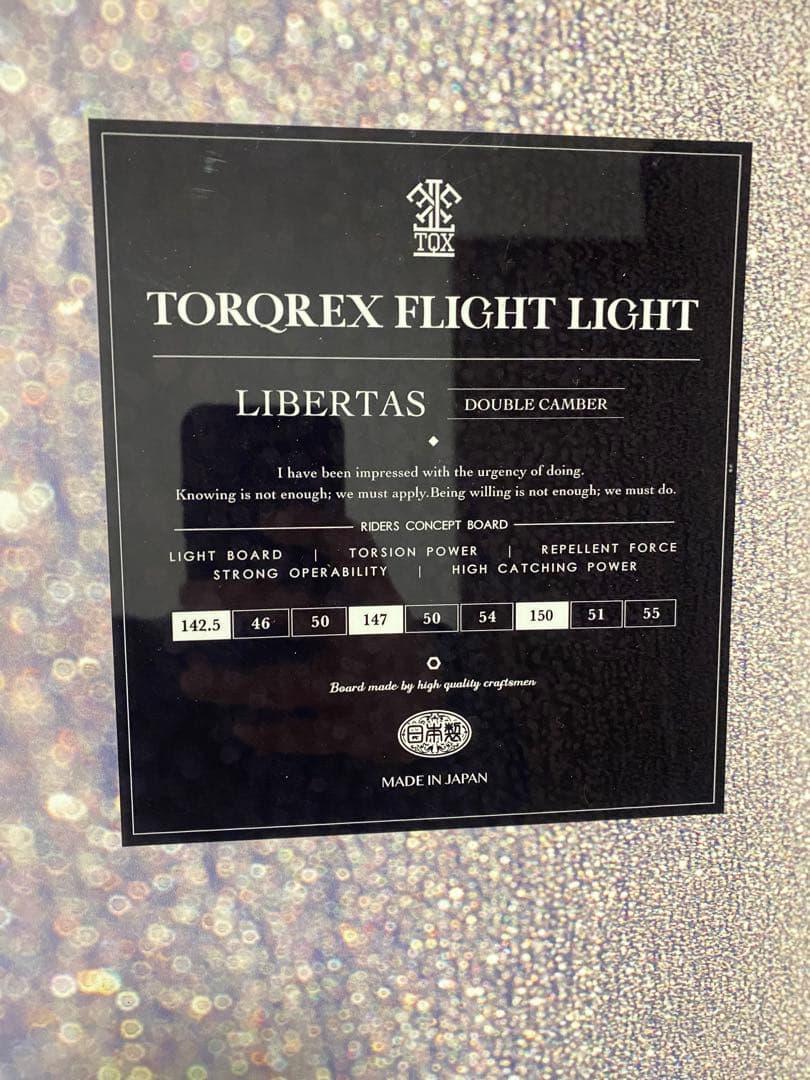 TQX
TORQREX FLIGHT LIGHT
LIBERTAS DOUBLE CAMBER
I have been impressed with the urgency of doing.
Knowing is not enough; we must apply.Being willing is not enough; we must do.
RIDERS CONCEPT BOARD
LIGHT BOARD | TORSION POWER | REPELLENT FORCE
STRONG OPERABILITY | HIGH CATCHING POWER
142.5 46 50 147 50 54 150 51 55
Board made by high quality craftsmen
日本製
MADE IN JAPAN